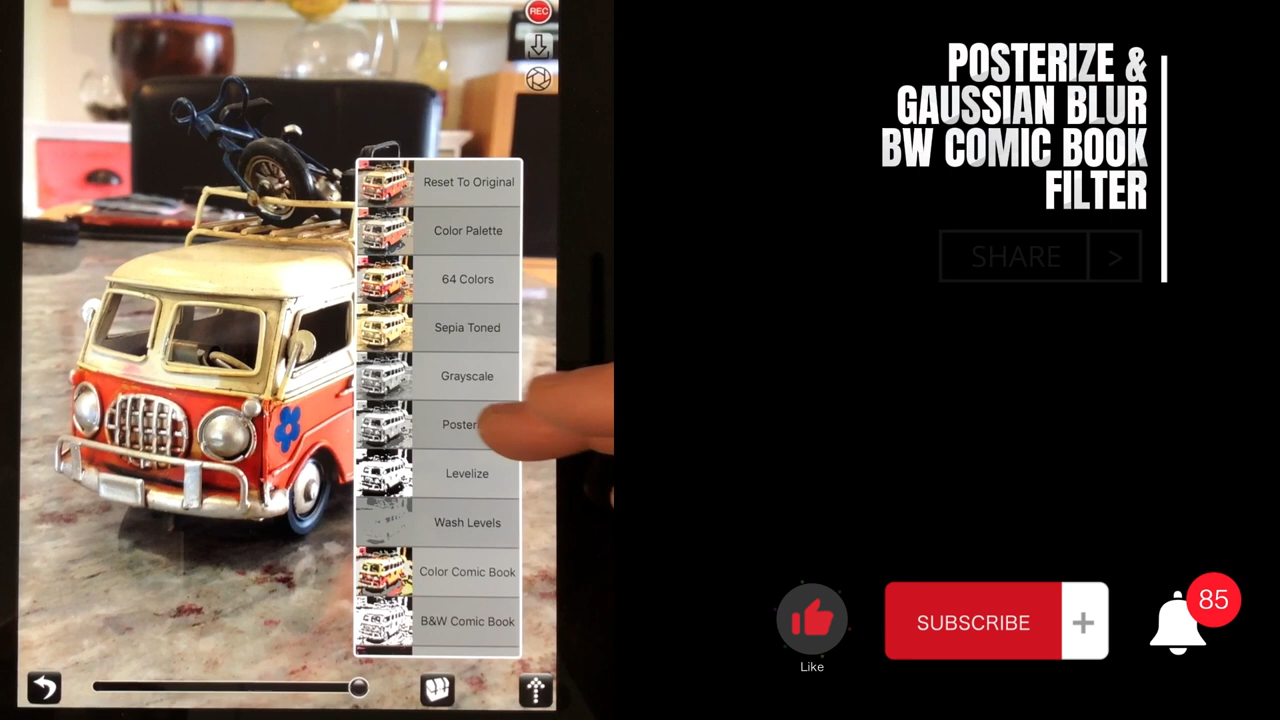 REC
Reset To Original
Color Palette
64 Colors
Sepia Toned
Grayscale
Levelize
Wash Levels
Color Comic Book
B&W Comic Book
POSTERIZE &
GAUSSIAN BLUR
BW COMIC BOOK
FILTER
SHARE >
Like
SUBSCRIBE +
85